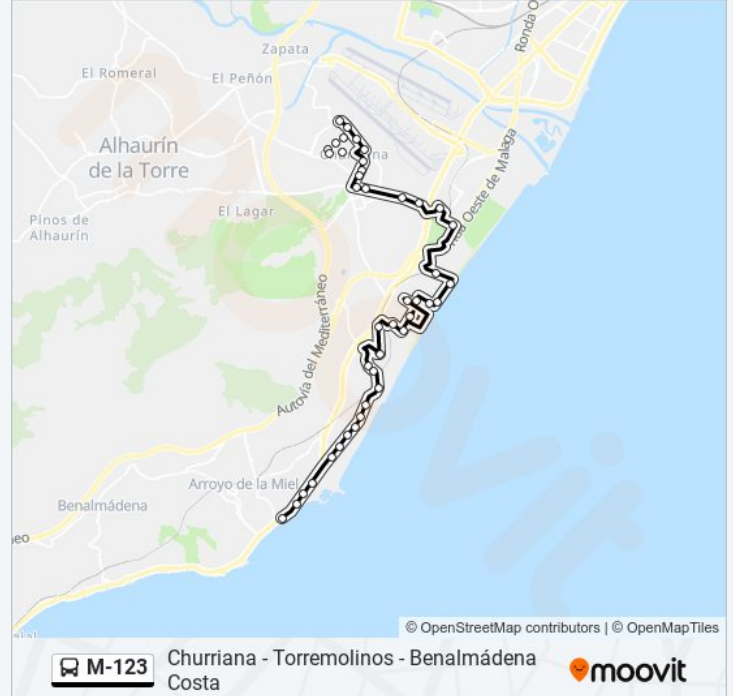 Ronda O
Zapata
El Romeral
El Peñón
Alhaurín
de la Torre
Ronda Oeste de Malaga
El Lagar
Pinos de
Alhaurín
Autovía del Mediterráneo
Arroyo de la Miel
Benalmádena
© OpenStreetMap contributors | © OpenMapTiles
M-123
Churriana - Torremolinos - Benalmádena
Costa
moovit